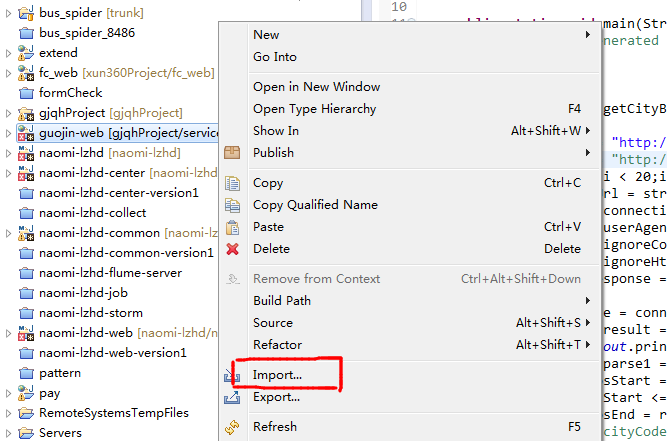 bus_spider [trunk]
bus_spider_8486
extend
fc_web [xun360Project/fc_web]
formCheck
gjqhProject [gjqhProject]
guojin-web [gjqhProject/service
naomi-lzhd [naomi-lzhd]
naomi-lzhd-center [naomi-lzhd,
naomi-lzhd-center-version1
naomi-lzhd-collect
naomi-lzhd-common [naomi-lz
naomi-lzhd-common-version1
naomi-lzhd-flume-server
naomi-lzhd-job
naomi-lzhd-storm
naomi-lzhd-web [naomi-lzhd/n
naomi-lzhd-web-version1
pattern
pay
RemoteSystemsTempFiles
Servers
New
Go Into
Open in New Window
Open Type Hierarchy F4
Show In Alt+Shift+W
Publish
Copy Ctrl+C
Copy Qualified Name
Paste Ctrl+V
Delete Delete
Remove from Context Ctrl+Alt+Shift+Down
Build Path
Source Alt+Shift+S
Refactor Alt+Shift+T
Import...
Export...
Refresh F5
10
main(Str
enerated
getCityB
"http:/
"http:/
i < 20;i
rl = str
connecti
userAgen
ignoreCo
ignoreHt
sponse =
e = conn
result =
out.prin
parse1 =
sStart =
Start <=
sEnd = r
cityCode